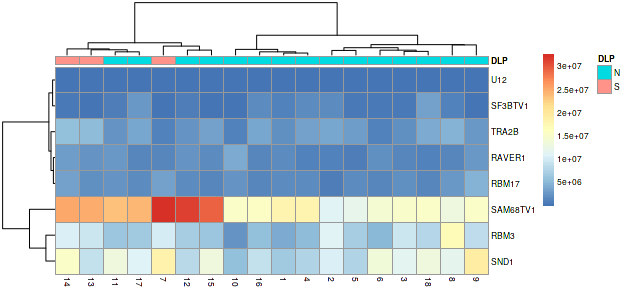 DLP
U12
SF3BTV1
TRA2B
RAVER1
RBM17
SAM68TV1
RBM3
SND1
14 13 11 17 7 12 15 10 16 1 4 2 5 6 3 18 8 9
3e+07
2.5e+07
2e+07
1.5e+07
1e+07
5e+06
DLP
N
S